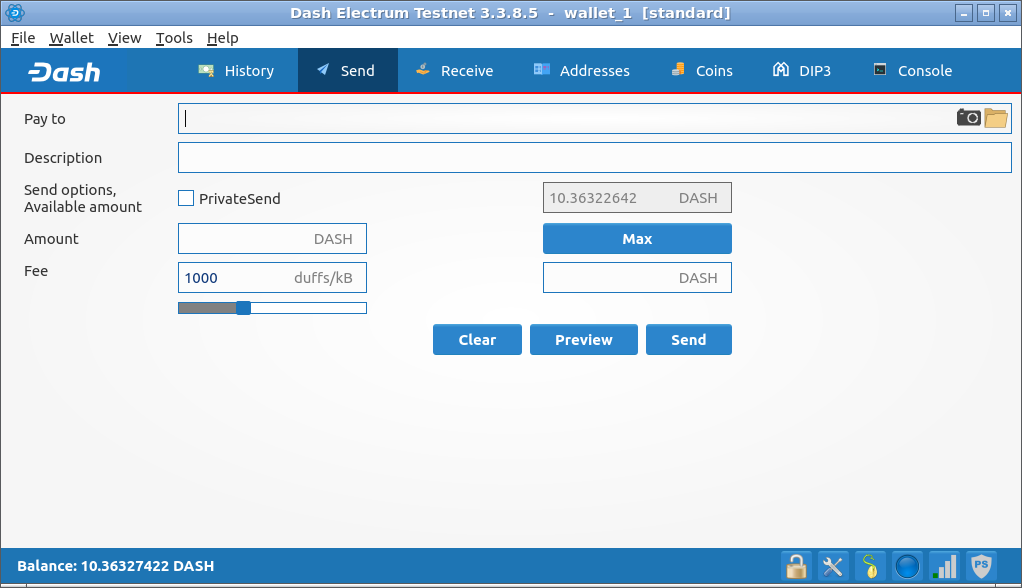 Dash Electrum Testnet 3.3.8.5 - wallet_1 [standard]
File Wallet View Tools Help
Dash History Send Receive Addresses Coins DIP3 Console
Pay to
Description
Send options,
Available amount
PrivateSend 10.36322642 DASH
Amount DASH Max
Fee 1000 duffs/kB DASH
Clear Preview Send
Balance: 10.36327422 DASH PS